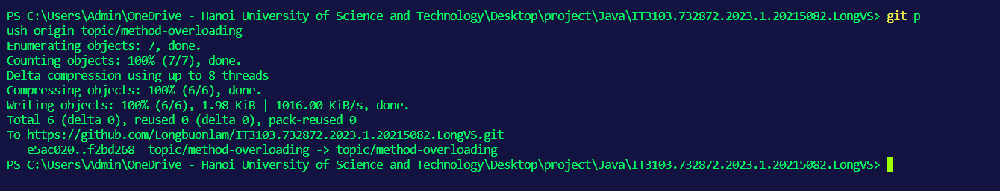 PS C:\Users\Admin\OneDrive - Hanoi University of Science and Technology\Desktop\project\Java\IT3103.732872.2023.1.20215082.LongVS> git p
ush origin topic/method-overloading
Enumerating objects: 7, done.
Counting objects: 100% (7/7), done.
Delta compression using up to 8 threads
Compressing objects: 100% (6/6), done.
Writing objects: 100% (6/6), 1.98 KiB | 1016.00 KiB/s, done.
Total 6 (delta 0), reused 0 (delta 0), pack-reused 0
To https://github.com/Longbuonlam/IT3103.732872.2023.1.20215082.LongVS.git
   e5ac020..f2bd268  topic/method-overloading -> topic/method-overloading
PS C:\Users\Admin\OneDrive - Hanoi University of Science and Technology\Desktop\project\Java\IT3103.732872.2023.1.20215082.LongVS>